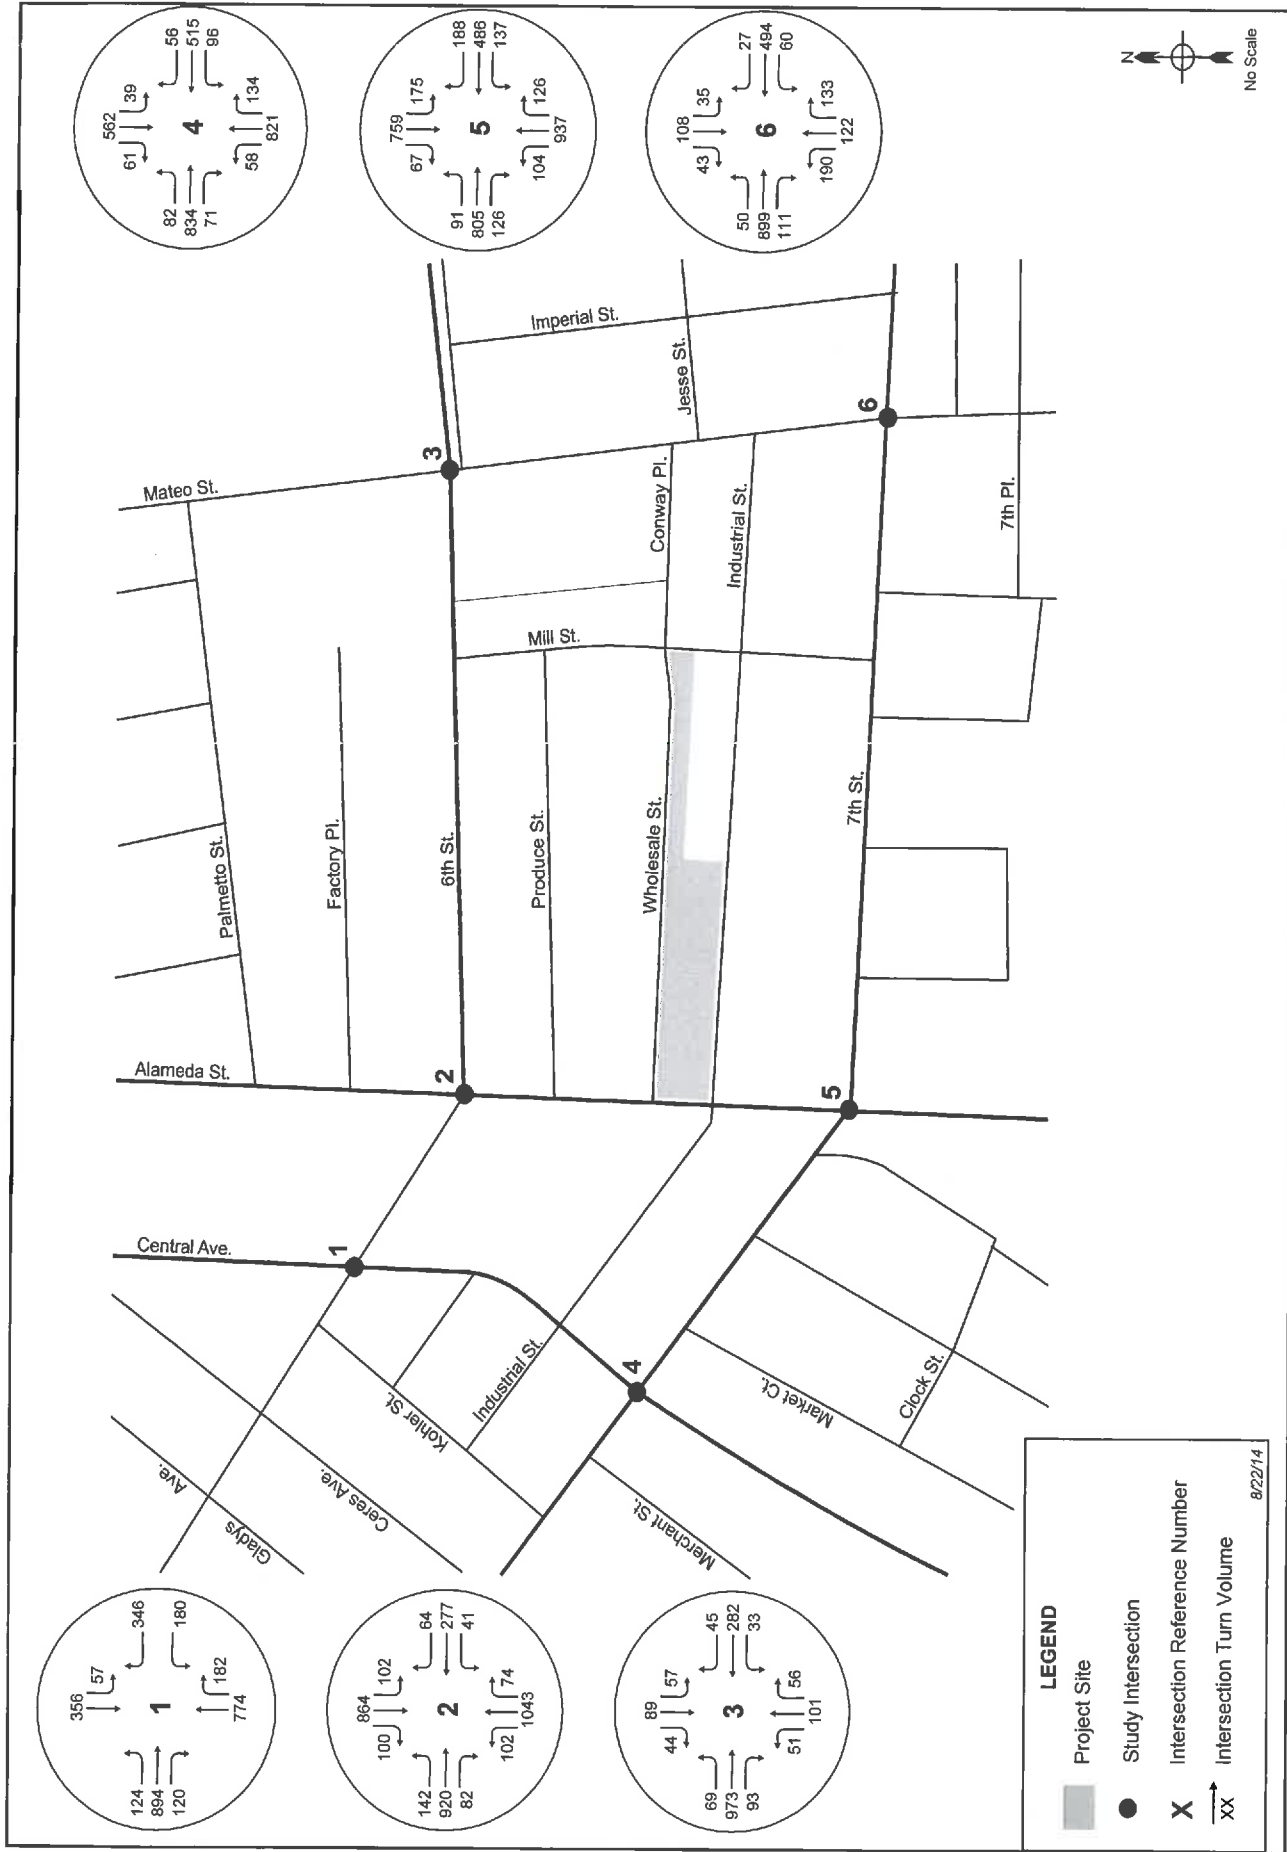 356
57
124
894
120
1
346
180
182
774
864
100
102
142
920
82
2
64
277
41
102
74
1043
89
44
57
69
973
93
3
45
282
33
51
56
101
562
61
39
82
834
71
4
56
515
96
58
134
821
759
67
175
91
805
126
5
188
486
137
104
126
937
108
43
35
50
899
111
6
27
494
60
190
133
122
Gladys
Ave.
Ceres Ave.
Kohler St.
Industrial St.
Merchant St.
Central Ave.
Alameda St.
Market Ct.
Clock St.
Palmetto St.
Factory Pl.
6th St.
Produce St.
Wholesale St.
7th St.
Mill St.
Mateo St.
Conway Pl.
Industrial St.
Jesse St.
Imperial St.
7th Pl.
1
2
3
4
5
6
LEGEND
Project Site
Study Intersection
X Intersection Reference Number
XX Intersection Turn Volume
8/22/14
N
No Scale